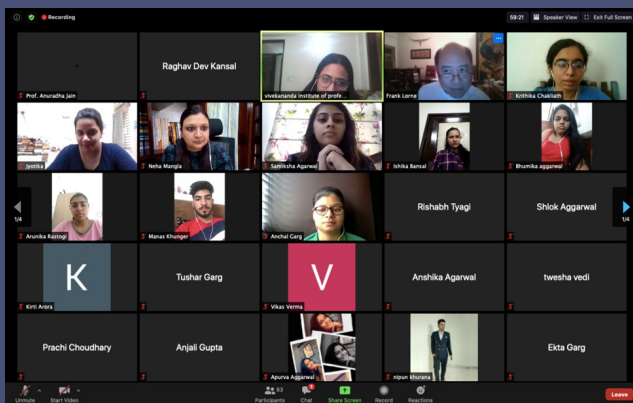 Recording
59:21 Speaker View Exit Full Screen
Prof. Anuradha Jain
Raghav Dev Kansal
vivekananda institute of profe...
Frank Lorne
Krithika Chakilath
Jyotika
Neha Mangla
Samiksha Agarwal
Ishika Bansal
Bhumika aggarwal
1/4
Arunika Rastogi
Manas Khunger
Anchal Garg
Rishabh Tyagi
Shlok Aggarwal
1/4
K
Kirti Arora
Tushar Garg
V
Vikas Verma
Anshika Agarwal
twesha vedi
Prachi Choudhary
Anjali Gupta
Apurva Aggarwal
nipun khurana
Ekta Garg
Unmute
Start Video
Participants
93
Chat
Share Screen
Record
Reactions
Leave